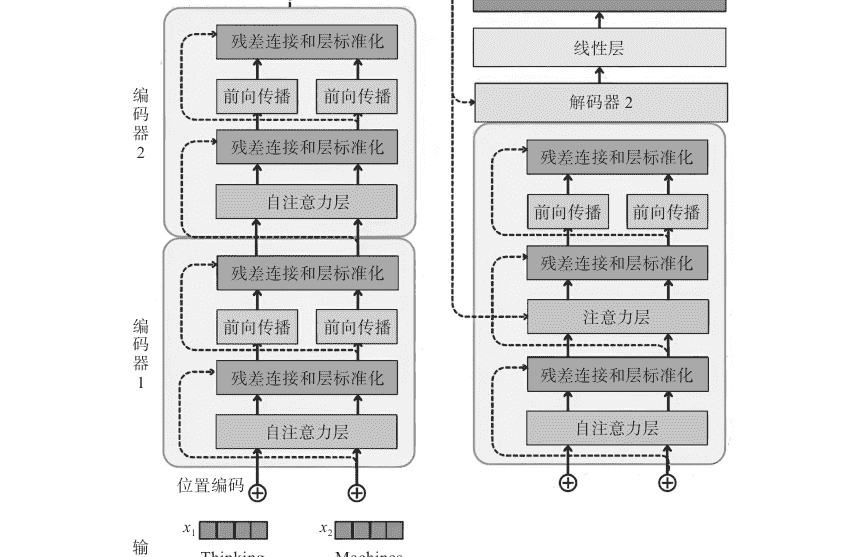 残差连接和层标准化
前向传播 前向传播
编码器2
残差连接和层标准化
自注意力层
残差连接和层标准化
前向传播 前向传播
编码器1
残差连接和层标准化
自注意力层
位置编码
x1 x2
输
Thinking Machines
线性层
解码器2
残差连接和层标准化
前向传播 前向传播
残差连接和层标准化
注意力层
残差连接和层标准化
自注意力层